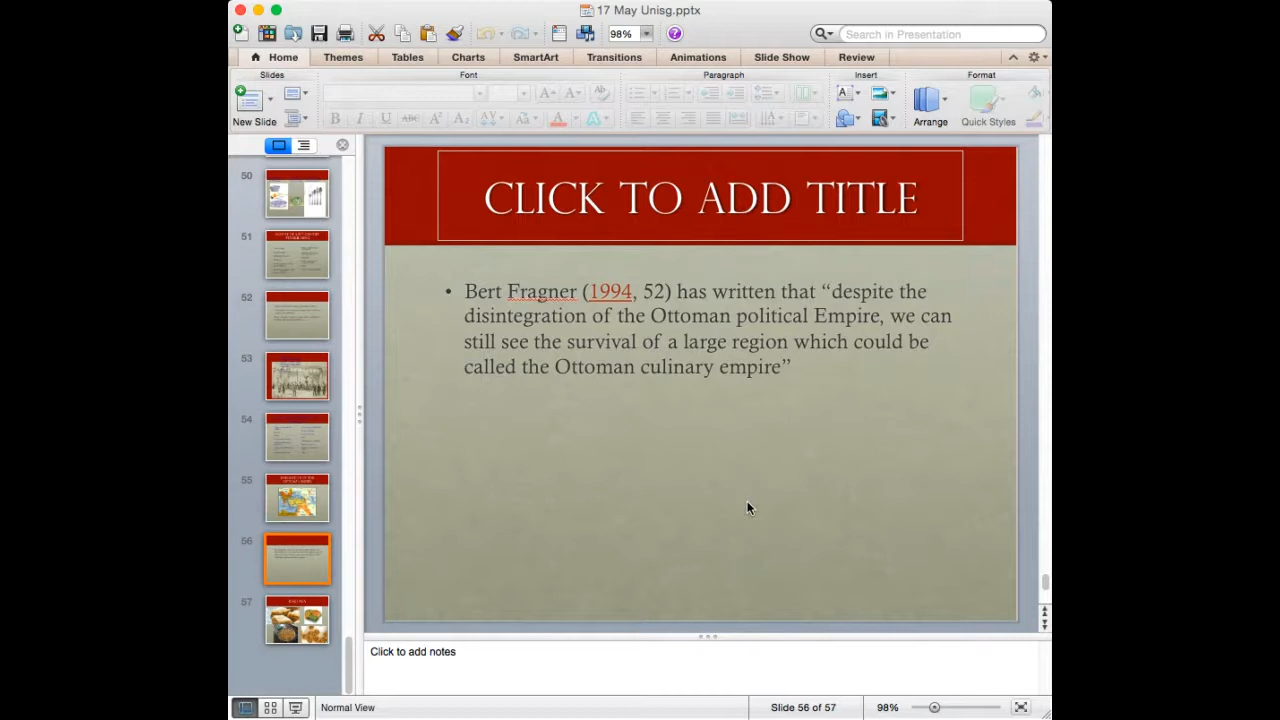 17 May Unisg.pptx
98%
Search in Presentation
Home
Themes
Tables
Charts
SmartArt
Transitions
Animations
Slide Show
Review
Slides
Font
Paragraph
Insert
Format
New Slide
Arrange
Quick Styles
50
51
52
53
54
55
56
57
CLICK TO ADD TITLE
• Bert Fragner (1994, 52) has written that “despite the
disintegration of the Ottoman political Empire, we can
still see the survival of a large region which could be
called the Ottoman culinary empire”
Click to add notes
Normal View
Slide 56 of 57
98%